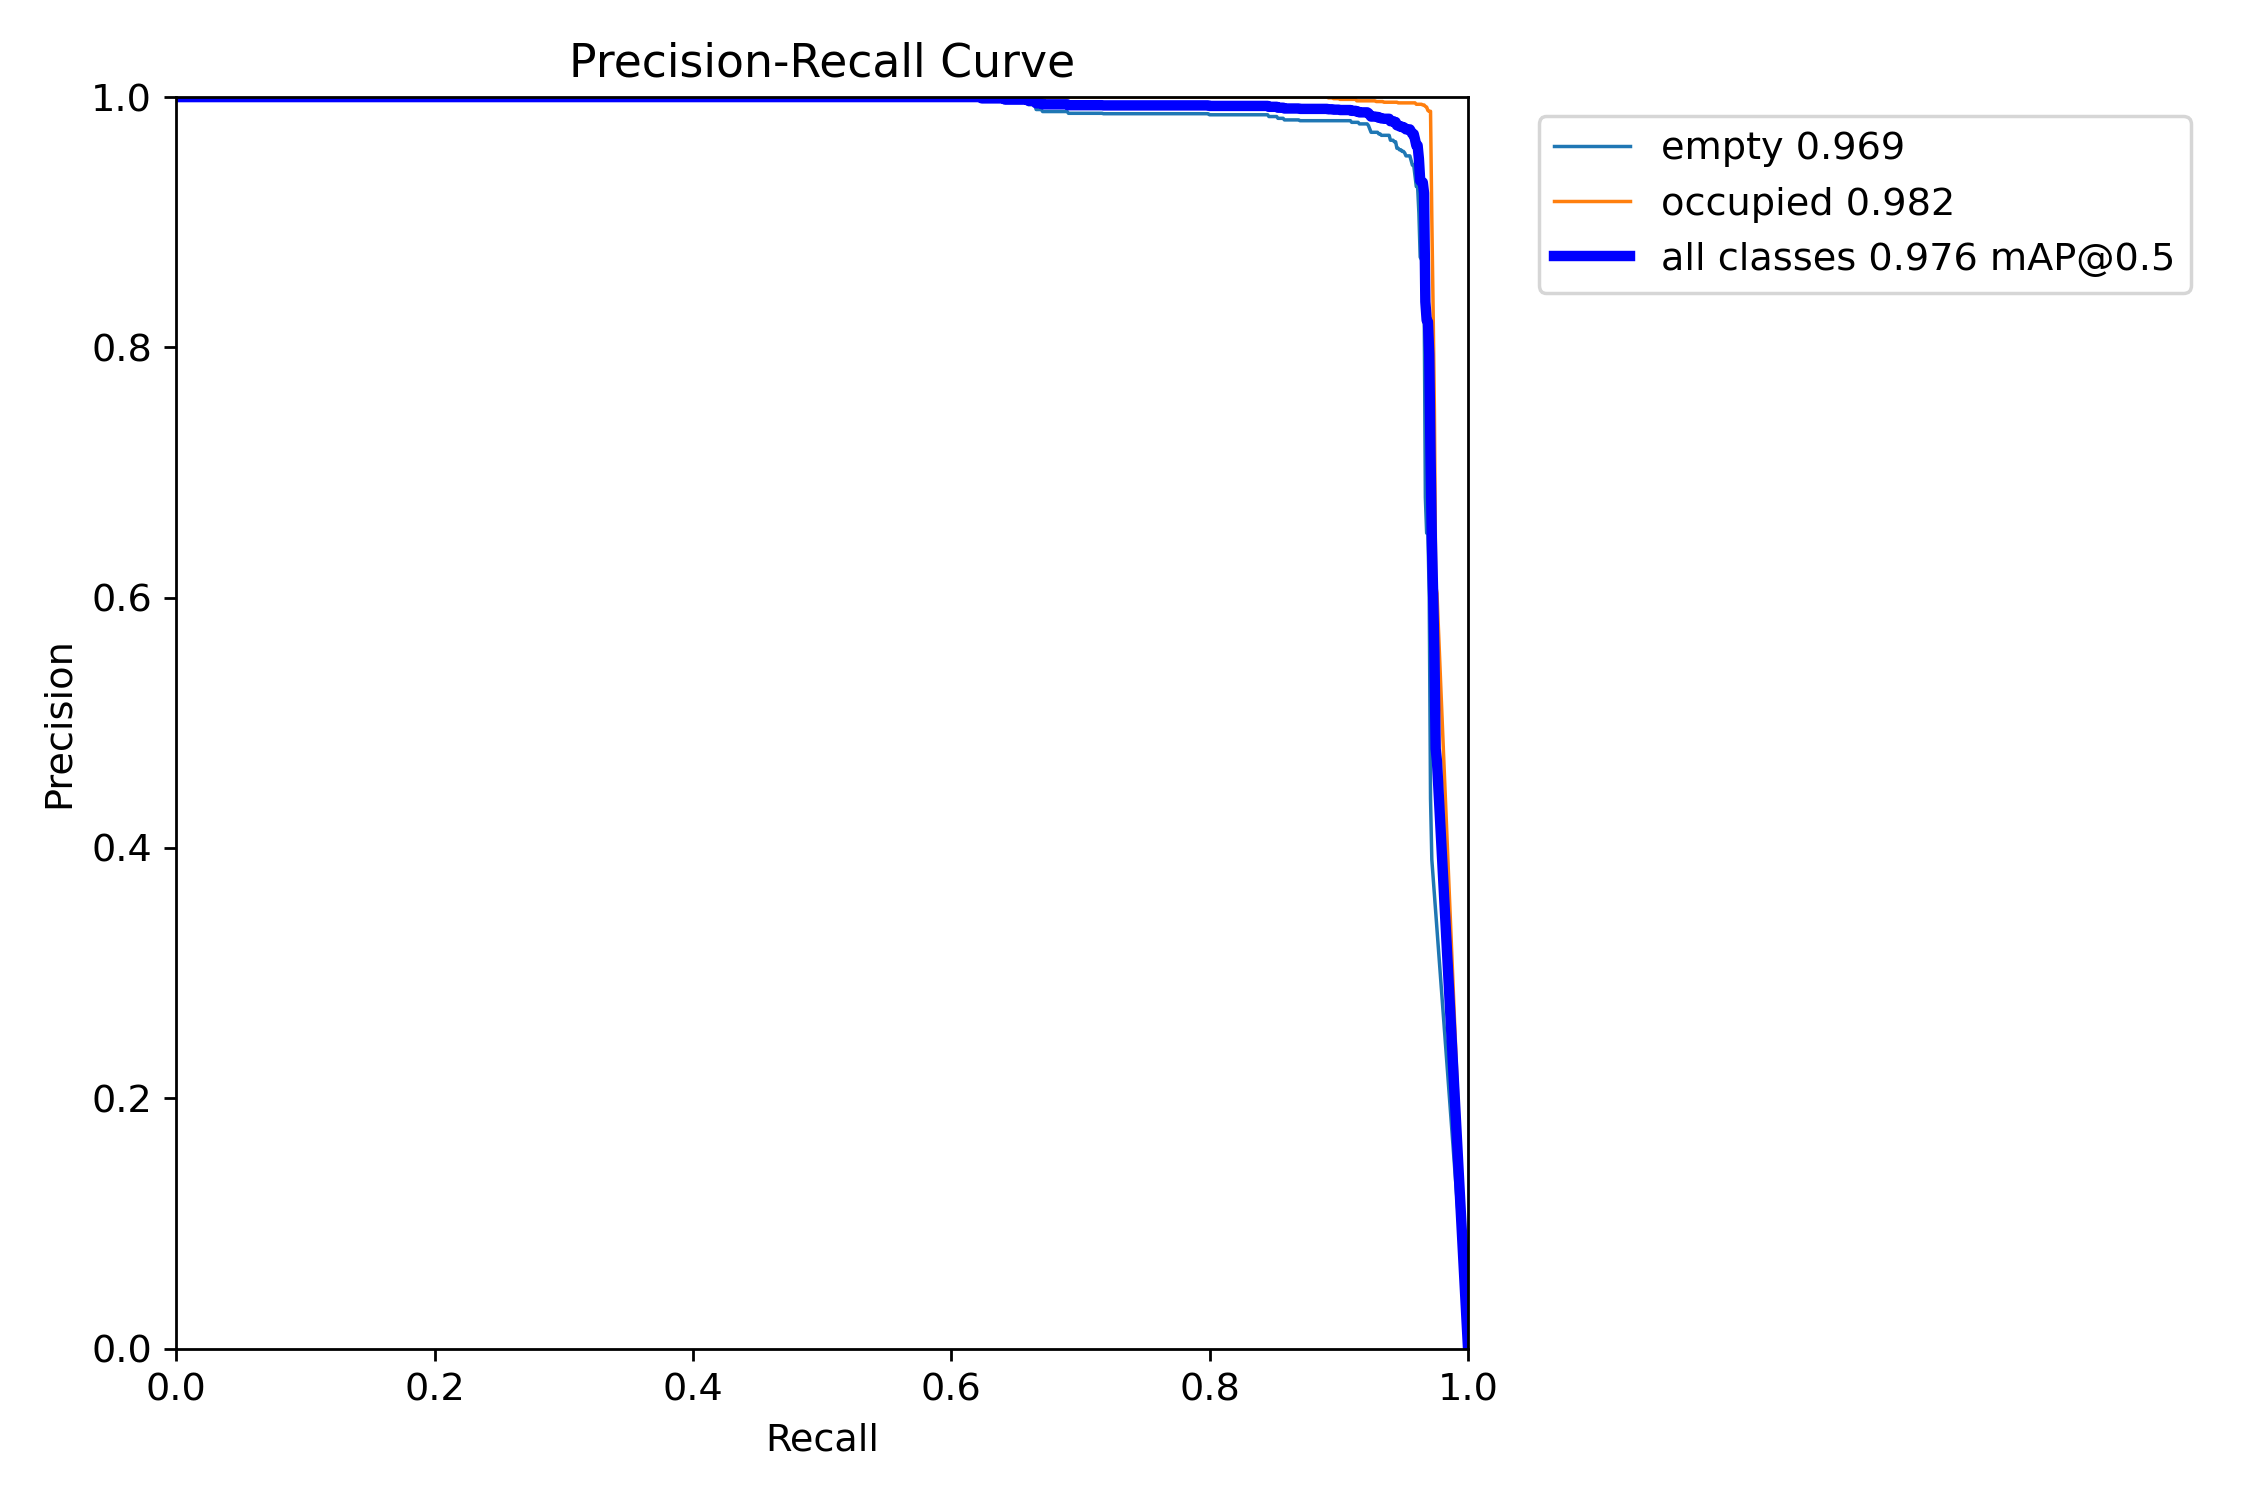 Precision-Recall Curve
1.0
0.8
0.6
0.4
0.2
0.0
Precision
0.0 0.2 0.4 0.6 0.8 1.0
Recall
empty 0.969
occupied 0.982
all classes 0.976 mAP@0.5